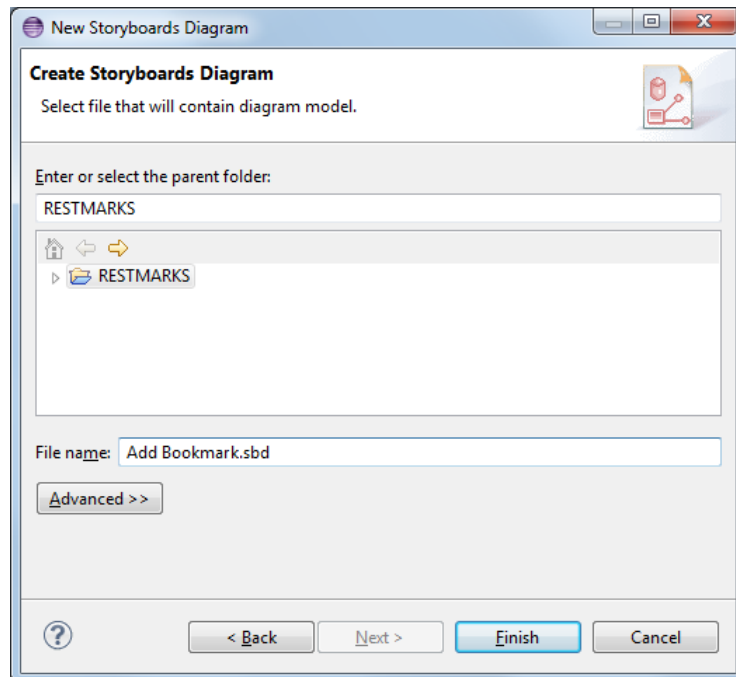 New Storyboards Diagram
Create Storyboards Diagram
Select file that will contain diagram model.
Enter or select the parent folder:
RESTMARKS
RESTMARKS
File name: Add Bookmark.sbd
Advanced >>
? < Back Next > Finish Cancel